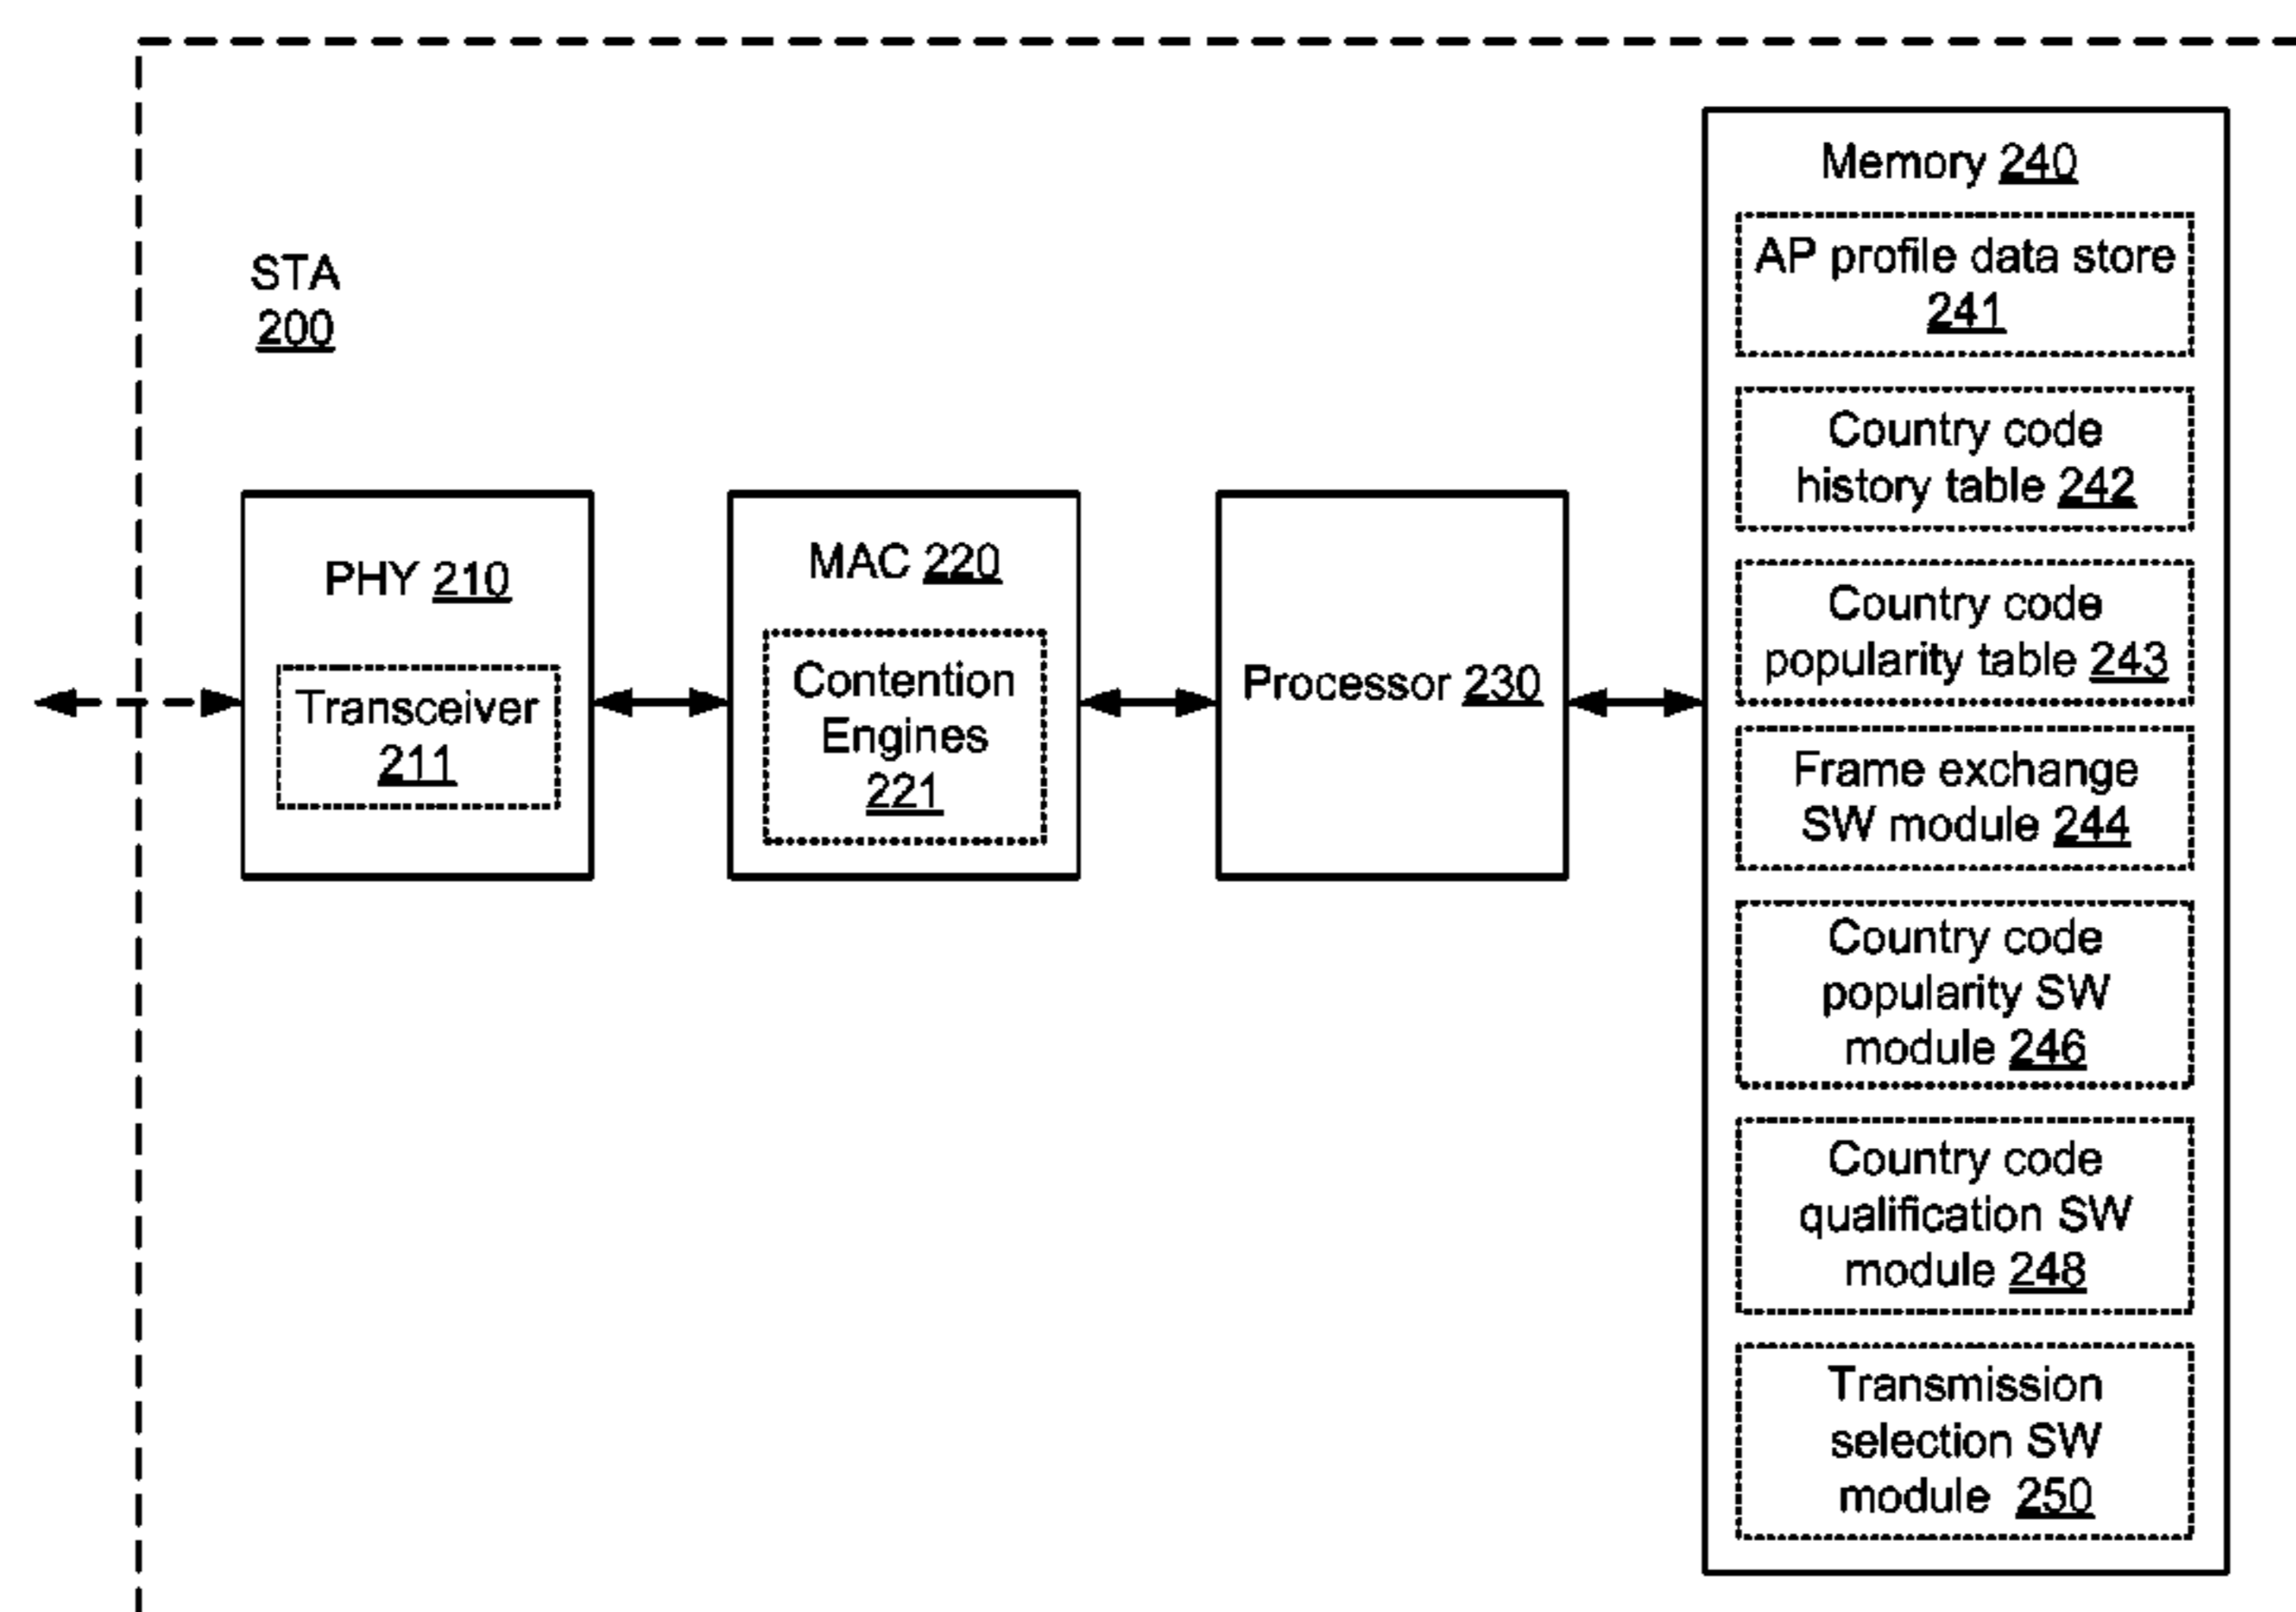 STA
200
PHY 210
Transceiver
211
MAC 220
Contention
Engines
221
Processor 230
Memory 240
AP profile data store
241
Country code
history table 242
Country code
popularity table 243
Frame exchange
SW module 244
Country code
popularity SW
module 246
Country code
qualification SW
module 248
Transmission
selection SW
module 250